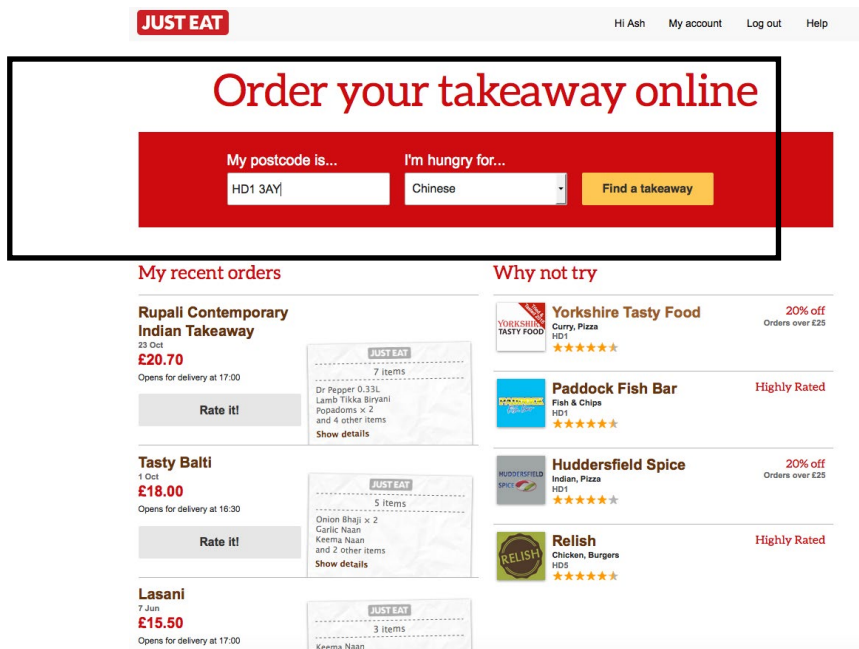 JUST EAT
Hi Ash My account Log out Help
Order your takeaway online
My postcode is... I'm hungry for...
HD1 3AY Chinese Find a takeaway
My recent orders
Rupali Contemporary
Indian Takeaway
23 Oct
£20.70
Opens for delivery at 17:00
Rate it!
JUST EAT
7 items
Dr Pepper 0.33L
Lamb Tikka Biryani
Popadoms × 2
and 4 other items
Show details
Tasty Balti
1 Oct
£18.00
Opens for delivery at 16:30
Rate it!
JUST EAT
5 items
Onion Bhaji × 2
Garlic Naan
Keema Naan
and 2 other items
Show details
Lasani
7 Jun
£15.50
Opens for delivery at 17:00
JUST EAT
3 items
Keema Naan
Why not try
YORKSHIRE
TASTY FOOD
Yorkshire Tasty Food
Curry, Pizza
HD1
20% off
Orders over £25
Paddock Fish Bar
Fish & Chips
HD1
Highly Rated
HUDDERSFIELD
SPICE
Huddersfield Spice
Indian, Pizza
HD1
20% off
Orders over £25
RELISH
Relish
Chicken, Burgers
HD5
Highly Rated